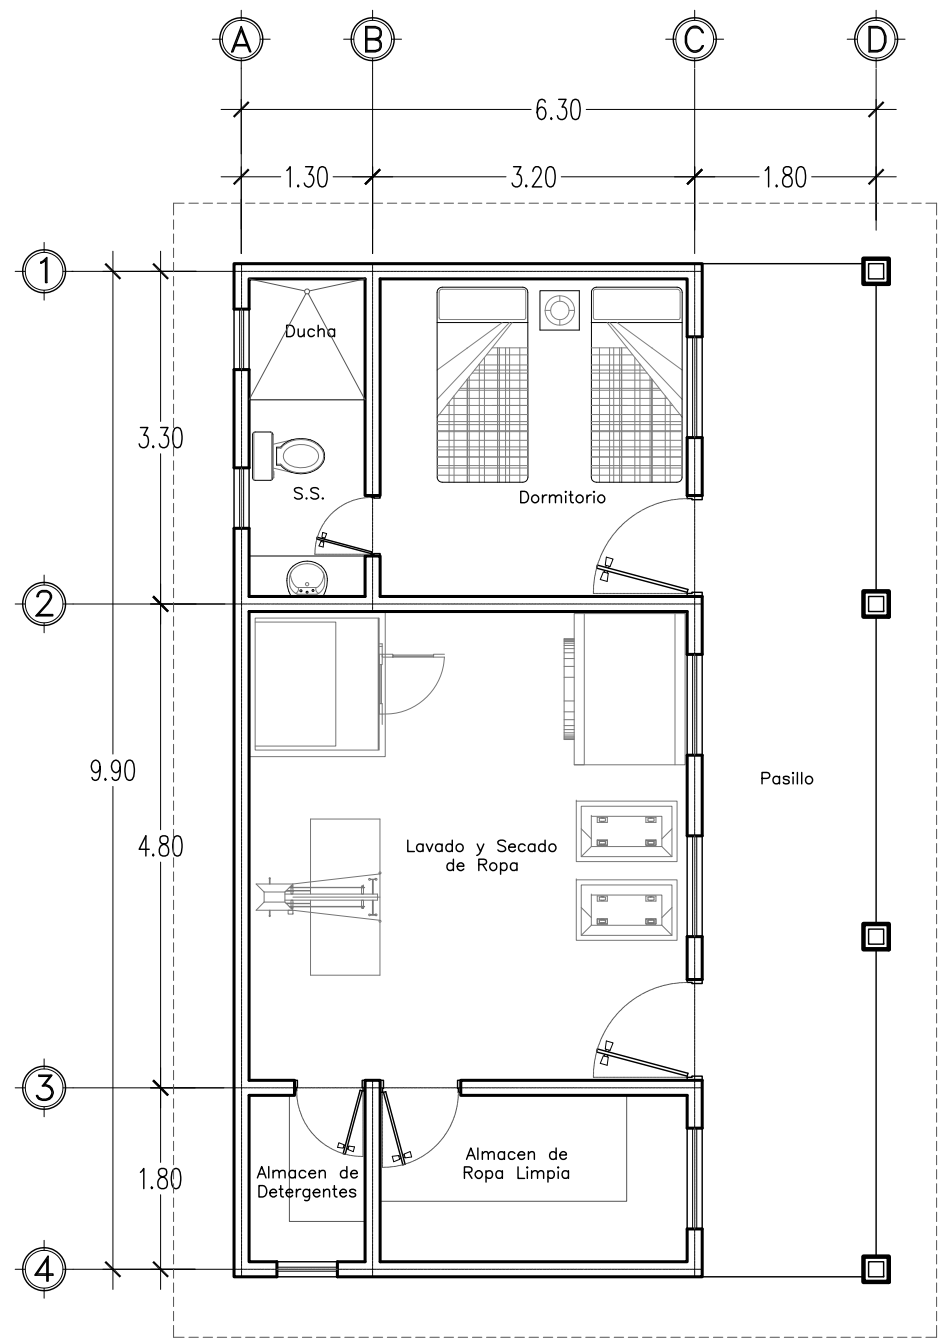 A B C D
6.30
1.30 3.20 1.80
1
Ducha
3.30
S.S.
Dormitorio
2
9.90
Pasillo
4.80
Lavado y Secado
de Ropa
3
1.80
Almacen de
Detergentes
Almacen de
Ropa Limpia
4